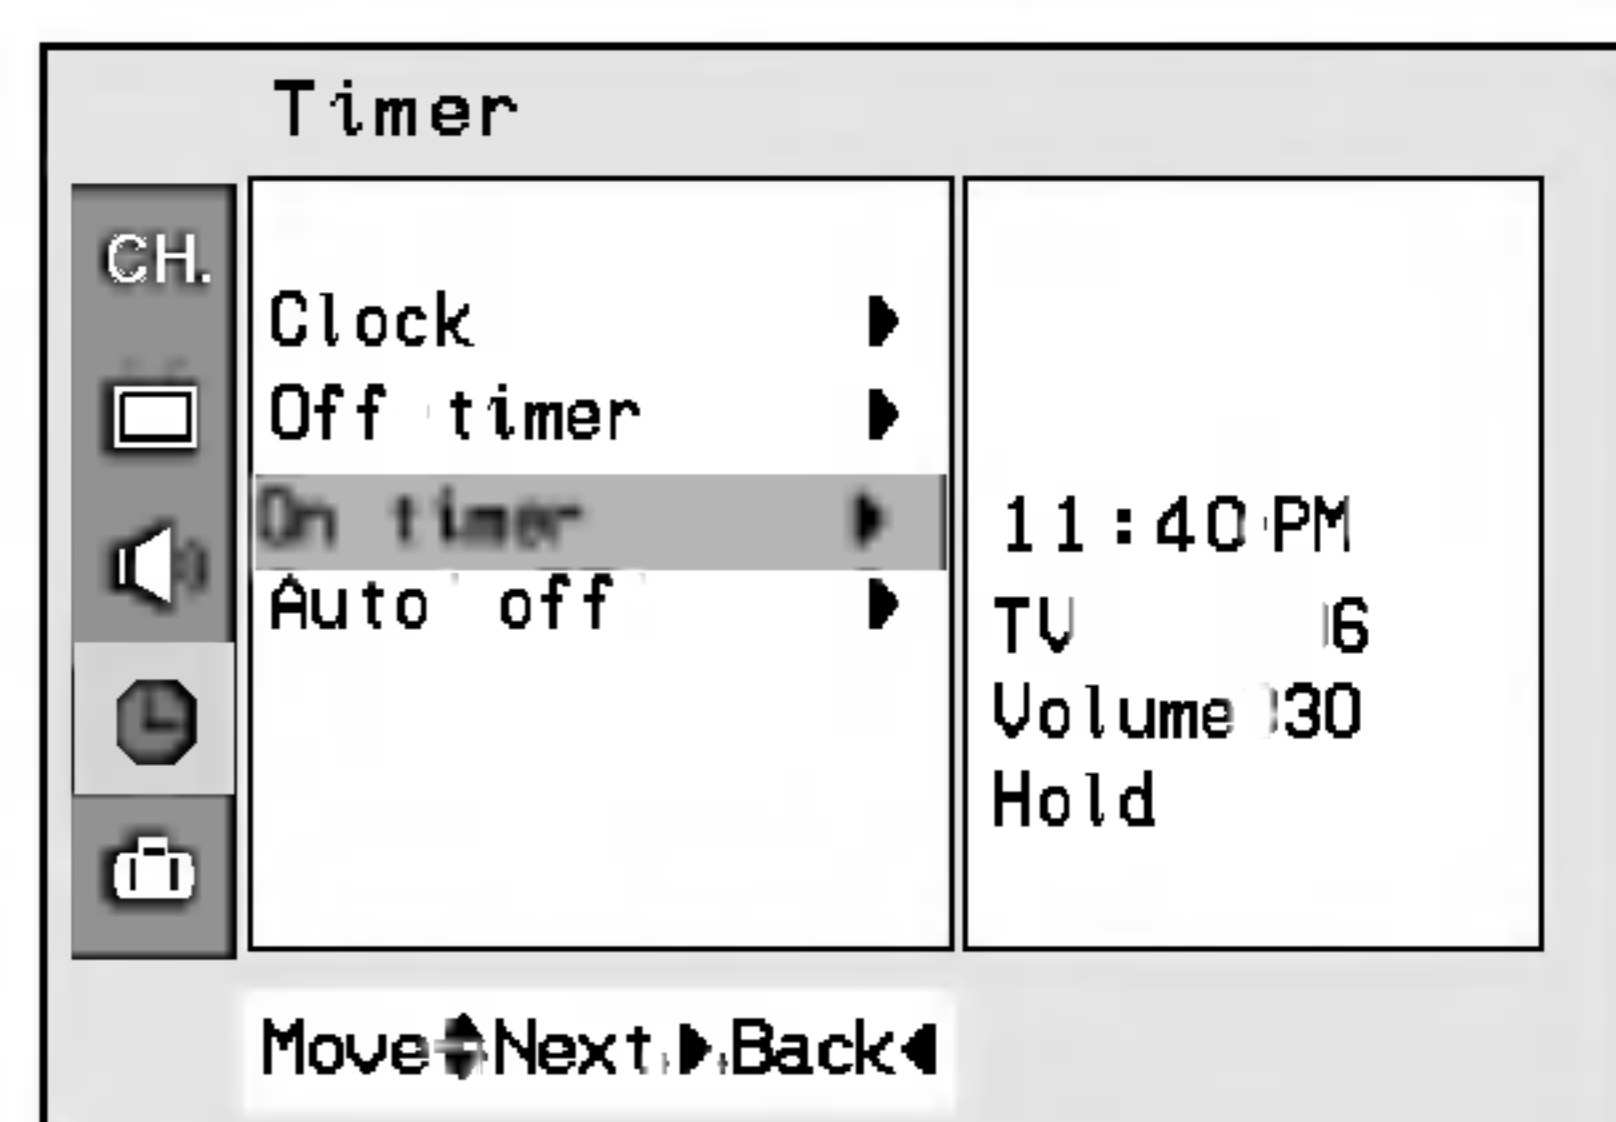 Timer
CH.
Clock
Off timer
On timer
Auto off
11:40 PM
TV 6
Volume 30
Hold
Move Next Back